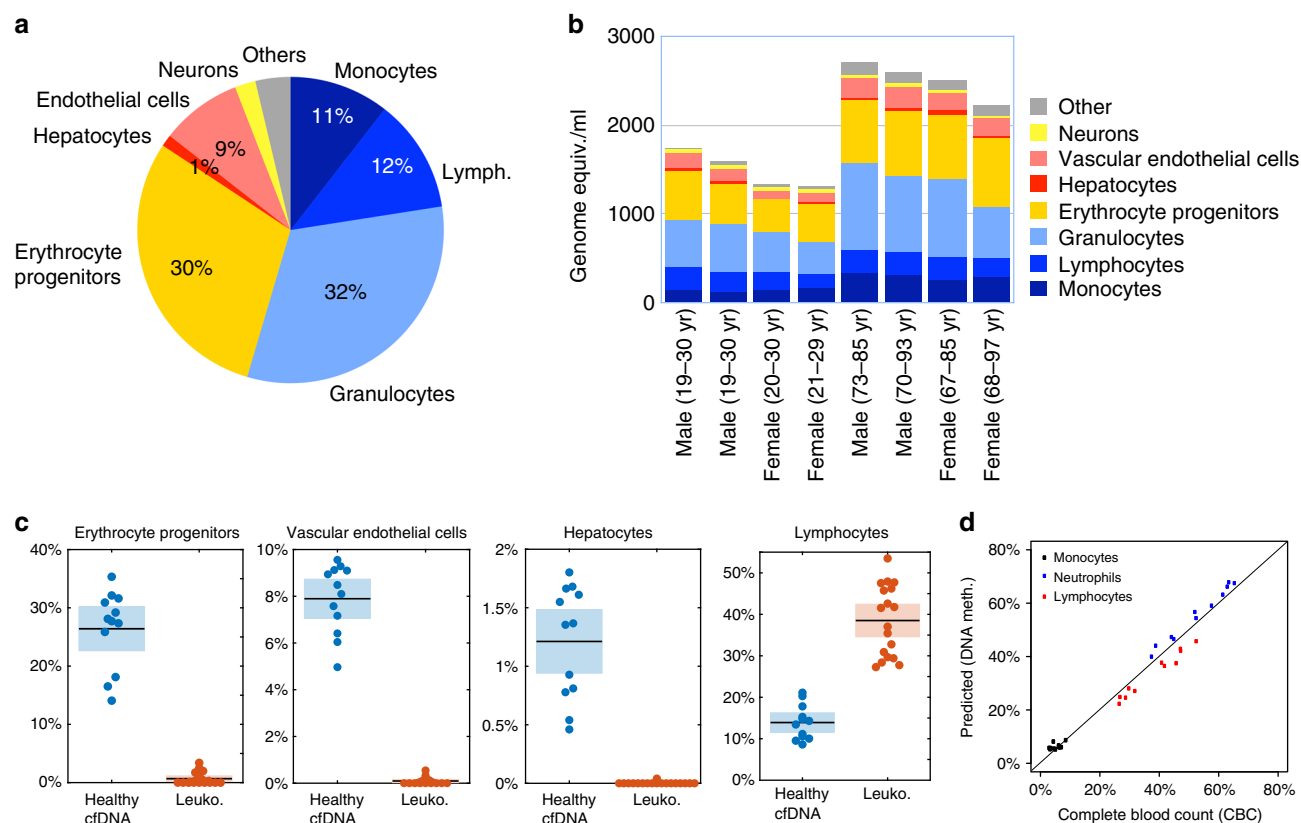 a
Others
Neurons
Monocytes
Endothelial cells
11%
Hepatocytes
9%
12%
1%
Lymph.
Erythrocyte
progenitors
30%
32%
Granulocytes
b
3000
2000
1000
0
Genome equiv./ml
Male (19–30 yr)
Male (19–30 yr)
Female (20–30 yr)
Female (21–29 yr)
Male (73–85 yr)
Male (70–93 yr)
Female (67–85 yr)
Female (68–97 yr)
Other
Neurons
Vascular endothelial cells
Hepatocytes
Erythrocyte progenitors
Granulocytes
Lymphocytes
Monocytes
c
Erythrocyte progenitors
40%
30%
20%
10%
0%
Healthy
cfDNA
Leuko.
Vascular endothelial cells
10%
8%
6%
4%
2%
0%
Healthy
cfDNA
Leuko.
Hepatocytes
2%
1.5%
1%
0.5%
0%
Healthy
cfDNA
Leuko.
Lymphocytes
50%
40%
30%
20%
10%
0%
Healthy
cfDNA
Leuko.
d
Predicted (DNA meth.)
80%
60%
40%
20%
0%
Monocytes
Neutrophils
Lymphocytes
0%
20%
40%
60%
80%
Complete blood count (CBC)